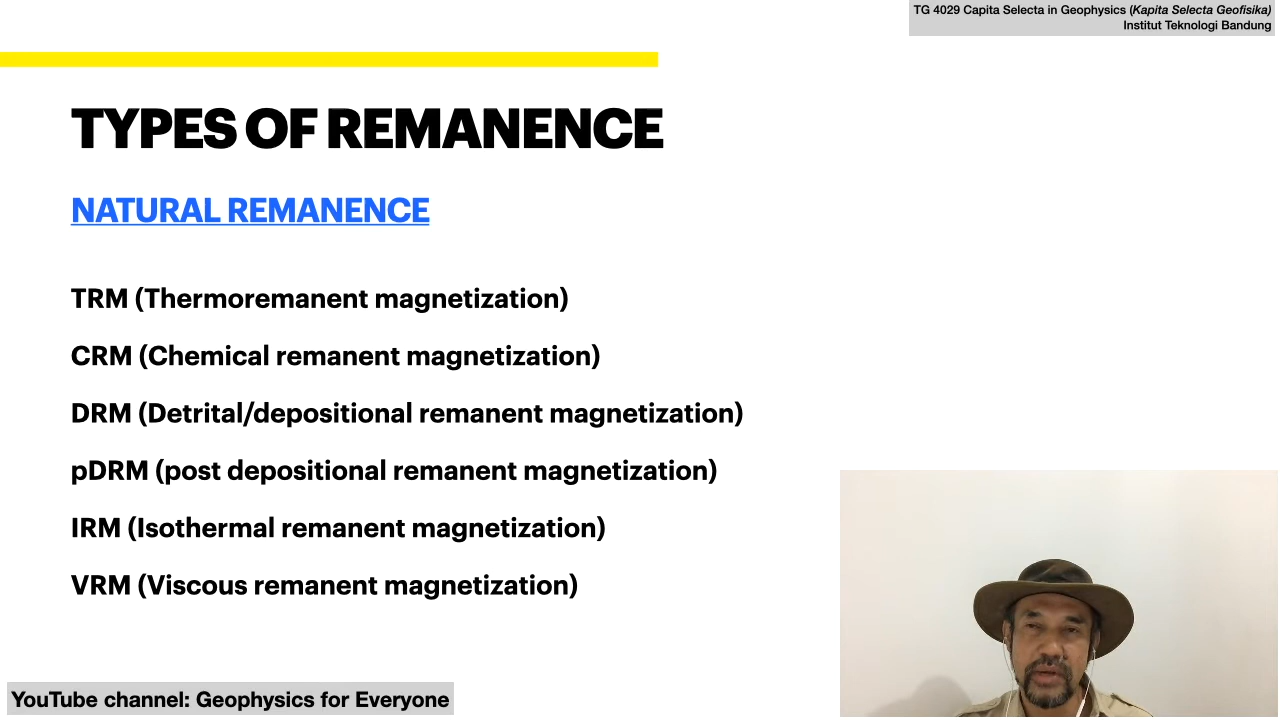 TG 4029 Capita Selecta in Geophysics (Kapita Selecta Geofisika)
Institut Teknologi Bandung
TYPES OF REMANENCE
NATURAL REMANENCE
TRM (Thermoremanent magnetization)
CRM (Chemical remanent magnetization)
DRM (Detrital/depositional remanent magnetization)
pDRM (post depositional remanent magnetization)
IRM (Isothermal remanent magnetization)
VRM (Viscous remanent magnetization)
YouTube channel: Geophysics for Everyone